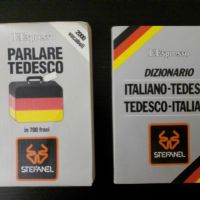 L'Espresso
2000 vocaboli
PARLARE
TEDESCO
in 700 frasi
STEFANEL
L'Espresso
DIZIONARIO
ITALIANO-TEDES
TEDESCO-ITALIA
STEFANEL